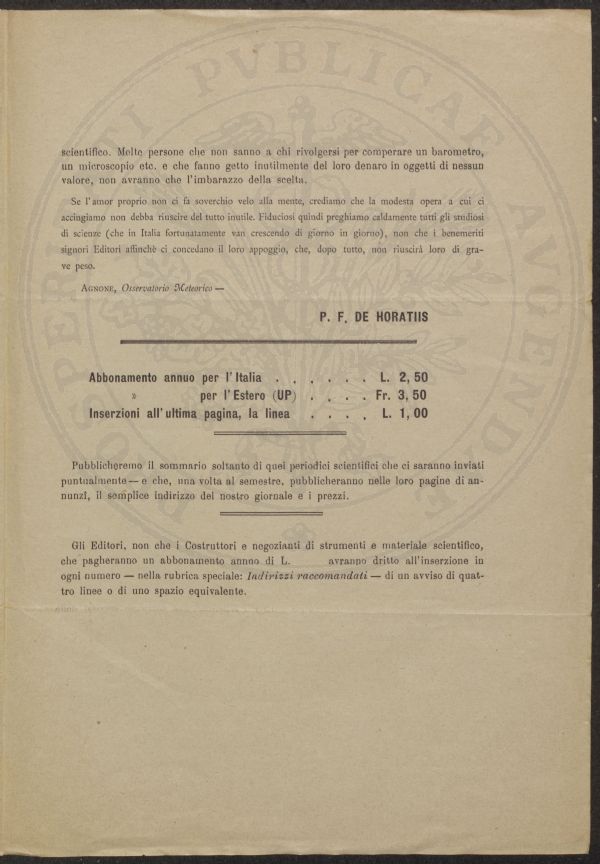 scientifico. Molte persone che non sanno a chi rivolgersi per comperare un barometro,
un microscopio etc. e che fanno getto inutilmente del loro denaro in oggetti di nessun
valore, non avranno che l'imbarazzo della scelta.
Se l'amor proprio non ci fa soverchio velo alla mente, crediamo che la modesta opera a cui ci
accingiamo non debba riuscire del tutto inutile. Fiduciosi quindi preghiamo caldamente tutti gli studiosi
di scienze (che in Italia fortunatamente van crescendo di giorno in giorno), non che i benemeriti
signori Editori affinchè ci concedano il loro appoggio, che, dopo tutto, non riuscirà loro di gra-
ve peso.
AGNONE, Osservatorio Meteorico —
P. F. DE HORATIIS
Abbonamento annuo per l'Italia . . . . . . L. 2,50
» per l'Estero (UP) . . . . Fr. 3,50
Inserzioni all'ultima pagina, la linea . . . . L. 1,00
Pubblicheremo il sommario soltanto di quei periodici scientifici che ci saranno inviati
puntualmente — e che, una volta al semestre, pubblicheranno nelle loro pagine di an-
nunzi, il semplice indirizzo del nostro giornale e i prezzi.
Gli Editori, non che i Costruttori e negozianti di strumenti e materiale scientifico,
che pagheranno un abbonamento annno di L. avranno dritto all'inserzione in
ogni numero — nella rubrica speciale: Indirizzi raccomandati — di un avviso di quat-
tro linee o di uno spazio equivalente.